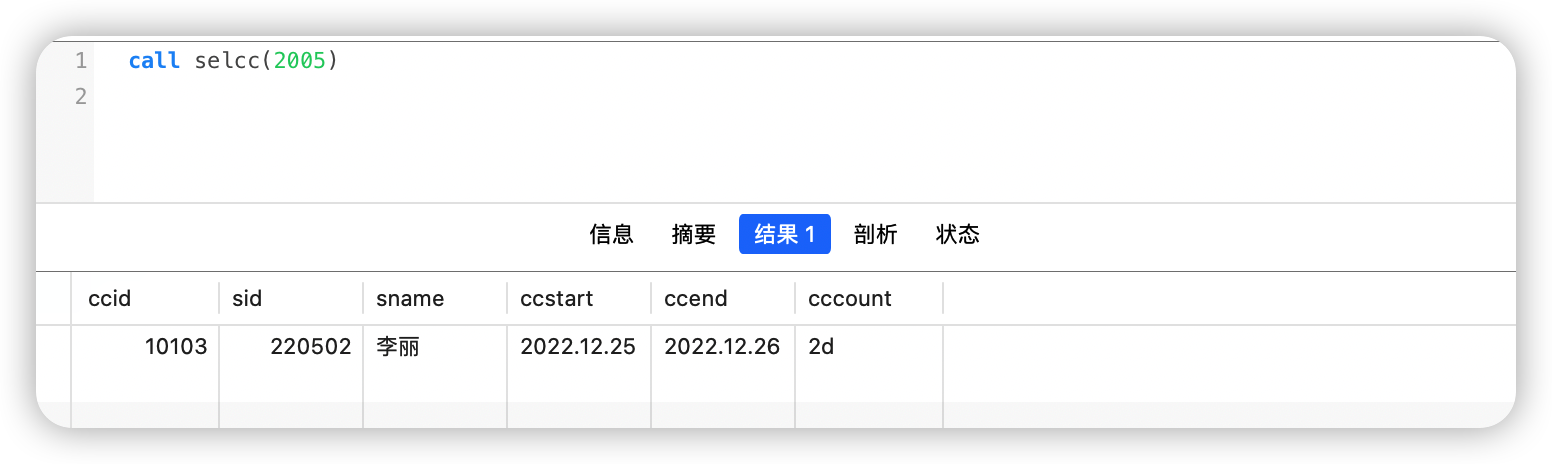 1 call selcc(2005)
2
信息 摘要 结果 1 剖析 状态
ccid sid sname ccstart ccend cccount
10103 220502 李丽 2022.12.25 2022.12.26 2d